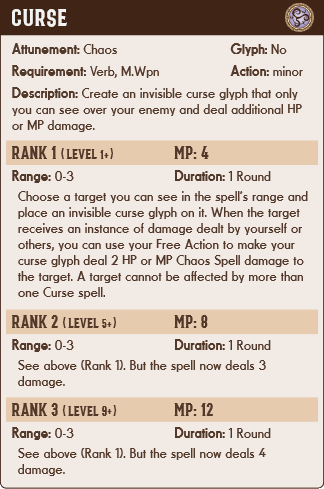 CURSE
Attunement: Chaos Glyph: No
Requirement: Verb, M.Wpn Action: minor
Description: Create an invisible curse glyph that only
you can see over your enemy and deal additional HP
or MP damage.
RANK 1 (LEVEL 1+) MP: 4
Range: 0-3 Duration: 1 Round
Choose a target you can see in the spell's range and
place an invisible curse glyph on it. When the target
receives an instance of damage dealt by yourself or
others, you can use your Free Action to make your
curse glyph deal 2 HP or MP Chaos Spell damage to
the target. A target cannot be affected by more than
one Curse spell.
RANK 2 (LEVEL 5+) MP: 8
Range: 0-3 Duration: 1 Round
See above (Rank 1). But the spell now deals 3
damage.
RANK 3 (LEVEL 9+) MP: 12
Range: 0-3 Duration: 1 Round
See above (Rank 1). But the spell now deals 4
damage.